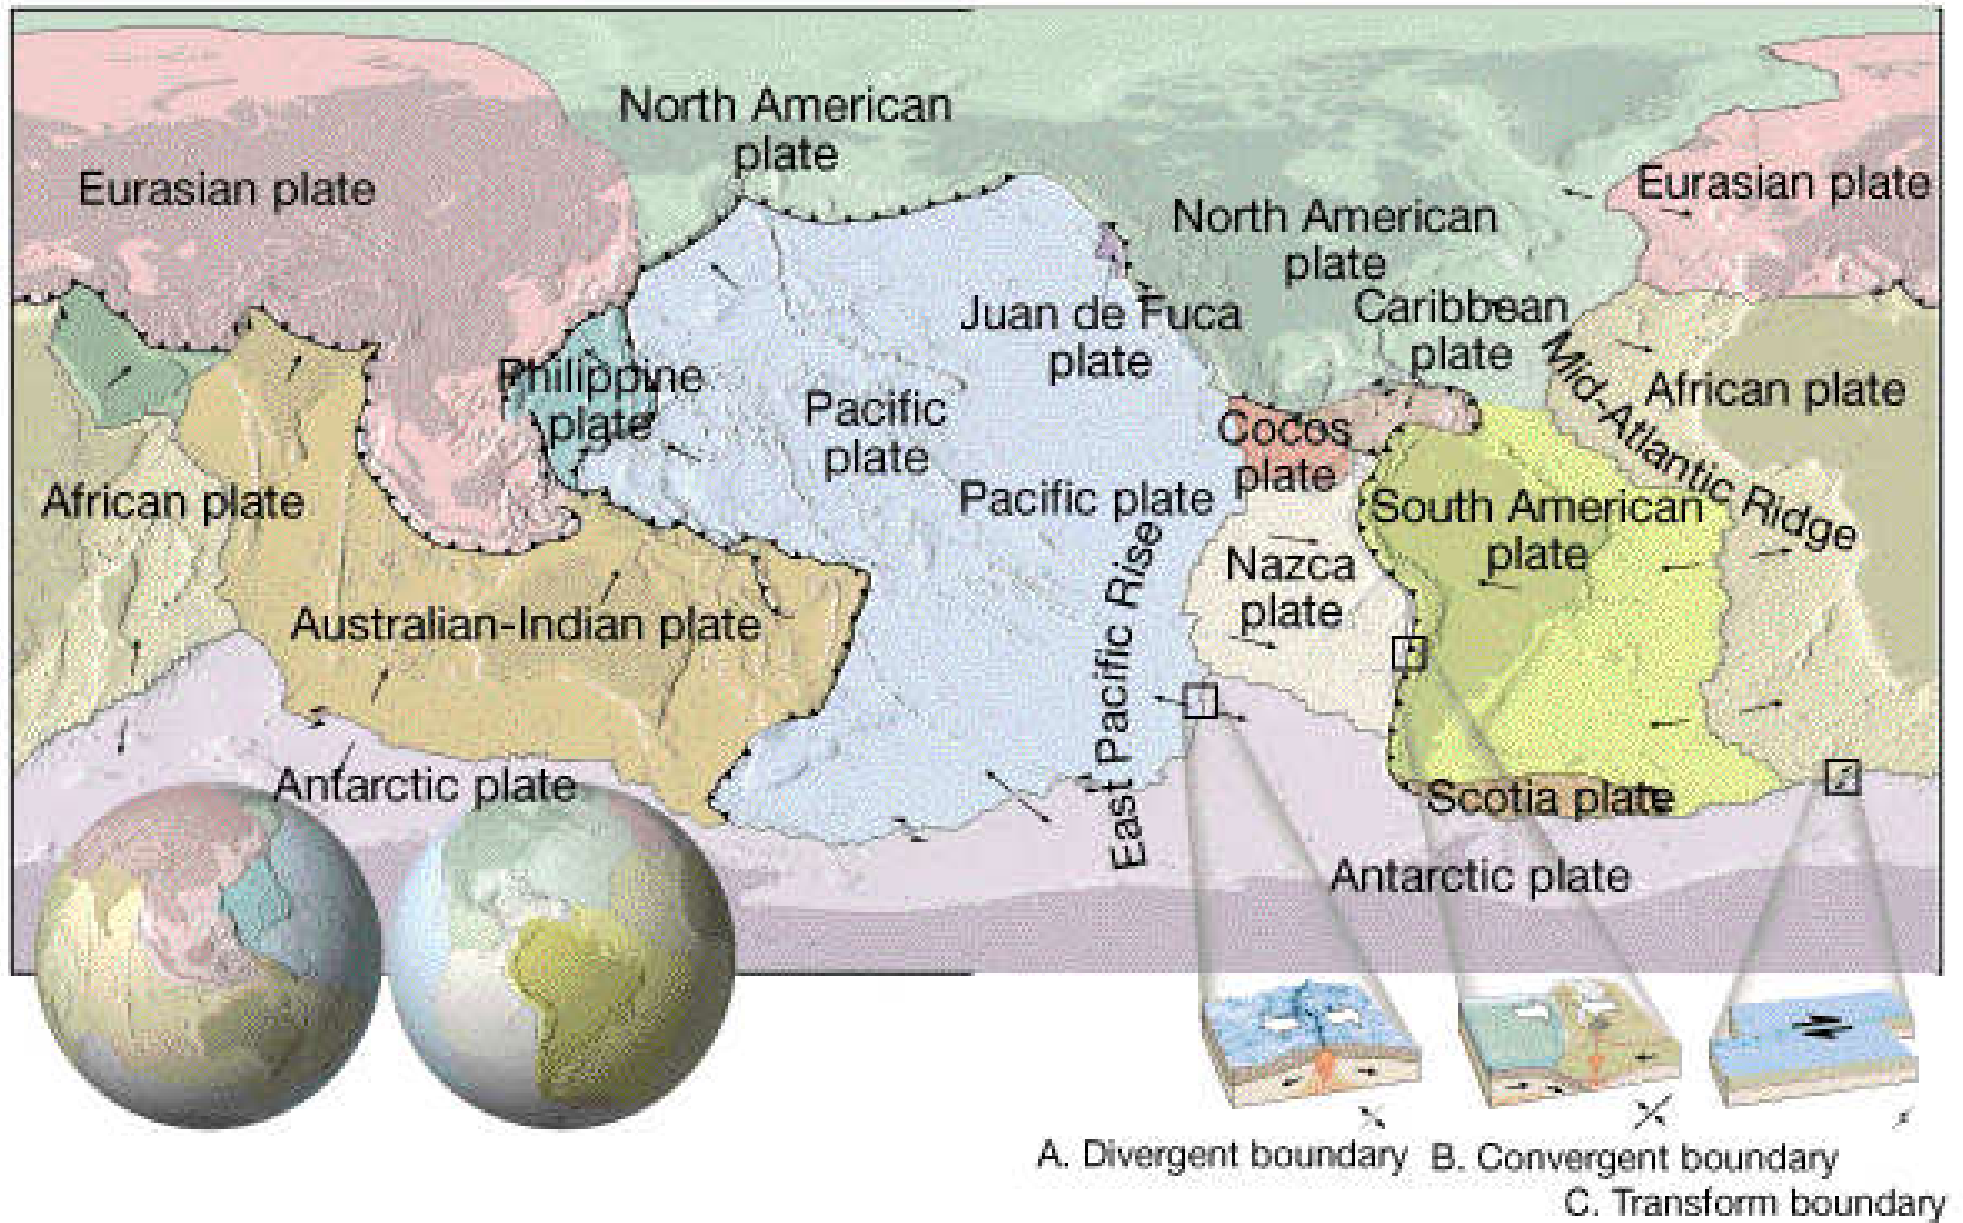 North American
plate
Eurasian plate
Eurasian plate
North American
plate
Juan de Fuca
plate
Caribbean
plate
Philippine
plate
Pacific
plate
Mid-Atlantic Ridge
African plate
Cocos
plate
African plate
Pacific plate
South American
plate
Nazca
plate
East Pacific Rise
Australian-Indian plate
Antarctic plate
Scotia plate
Antarctic plate
A. Divergent boundary
B. Convergent boundary
C. Transform boundary